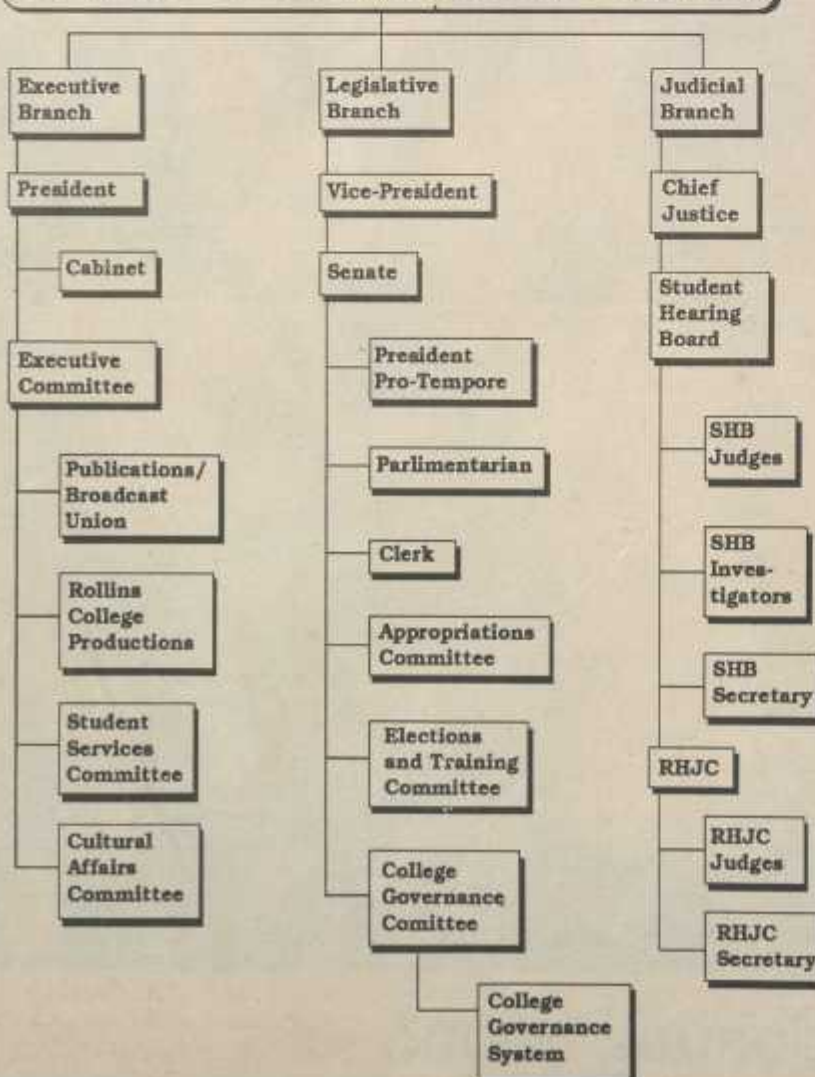 Executive
Branch
President
Cabinet
Executive
Committee
Publications/
Broadcast
Union
Rollins
College
Productions
Student
Services
Committee
Cultural
Affairs
Committee
Legislative
Branch
Vice-President
Senate
President
Pro-Tempore
Parlimentarian
Clerk
Appropriations
Committee
Elections
and Training
Committee
College
Governance
Comittee
College
Governance
System
Judicial
Branch
Chief
Justice
Student
Hearing
Board
SHB
Judges
SHB
Inves-
tigators
SHB
Secretary
RHJC
RHJC
Judges
RHJC
Secretary